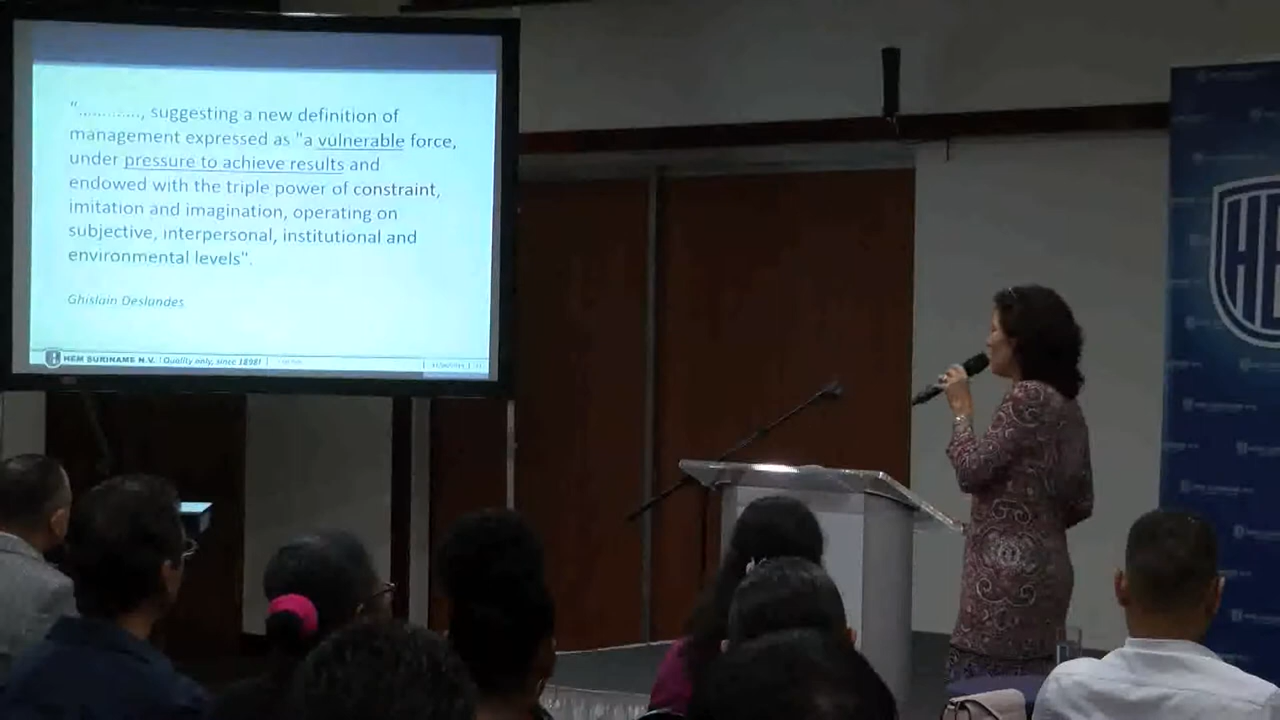 “............, suggesting a new definition of
management expressed as "a vulnerable force,
under pressure to achieve results and
endowed with the triple power of constraint,
imitation and imagination, operating on
subjective, interpersonal, institutional and
environmental levels".
Ghislain Deslandes
HEM SURINAME N.V. | Quality only, since 1898!
HE